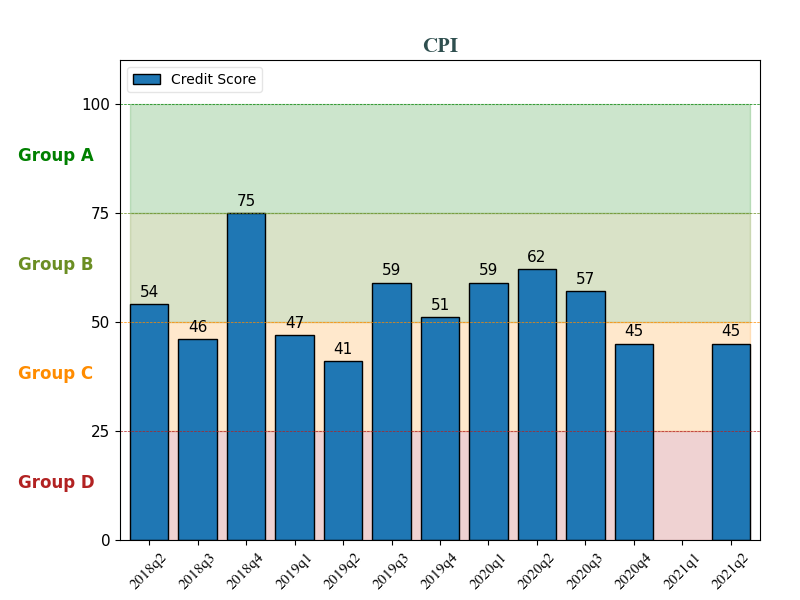 CPI
Credit Score
100
Group A
75
75
Group B
62
59
59
57
54
51
50
47
46
45
45
41
Group C
25
Group D
0
2018q2
2018q3
2018q4
2019q1
2019q2
2019q3
2019q4
2020q1
2020q2
2020q3
2020q4
2021q1
2021q2